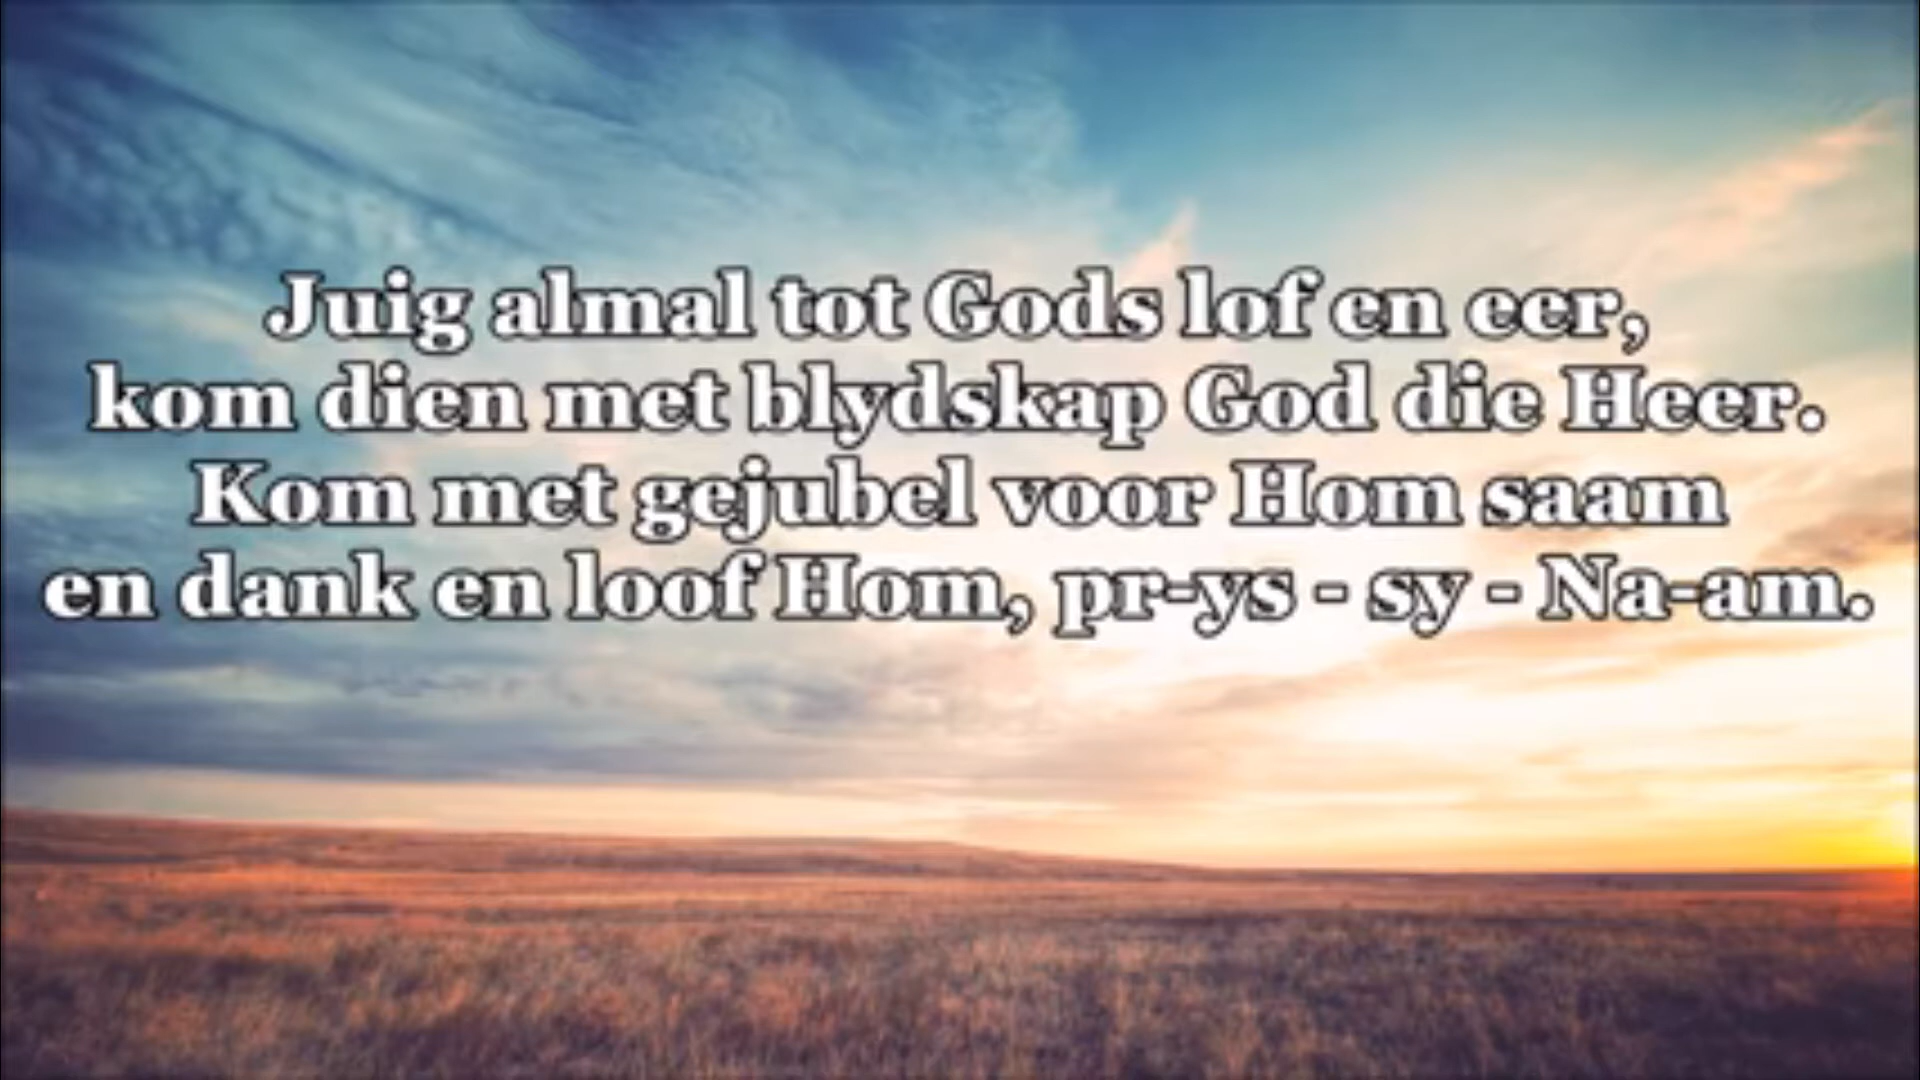 Juig almal tot Gods lof en eer,
kom dien met blydskap God die Heer.
Kom met gejubel voor Hom saam
en dank en loof Hom, pr-ys - sy - Na-am.